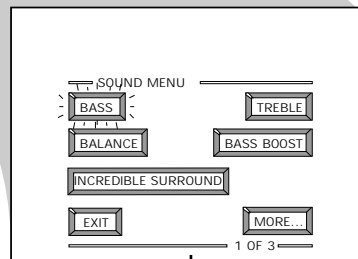 SOUND MENU
BASS TREBLE
BALANCE BASS BOOST
INCREDIBLE SURROUND
EXIT MORE...
1 OF 3